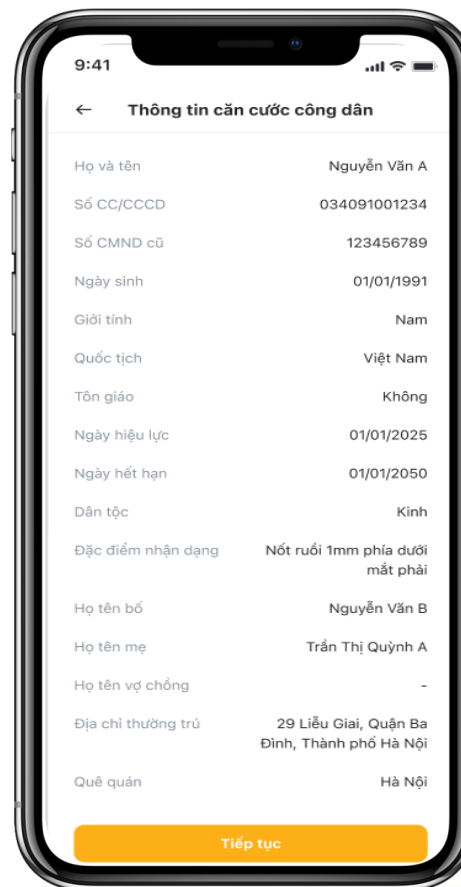 9:41
← Thông tin căn cước công dân
Họ và tên Nguyễn Văn A
Số CC/CCCD 034091001234
Số CMND cũ 123456789
Ngày sinh 01/01/1991
Giới tính Nam
Quốc tịch Việt Nam
Tôn giáo Không
Ngày hiệu lực 01/01/2025
Ngày hết hạn 01/01/2050
Dân tộc Kinh
Đặc điểm nhận dạng Nốt ruồi 1mm phía dưới
mắt phải
Họ tên bố Nguyễn Văn B
Họ tên mẹ Trần Thị Quỳnh A
Họ tên vợ chồng -
Địa chỉ thường trú 29 Liễu Giai, Quận Ba
Đình, Thành phố Hà Nội
Quê quán Hà Nội
Tiếp tục